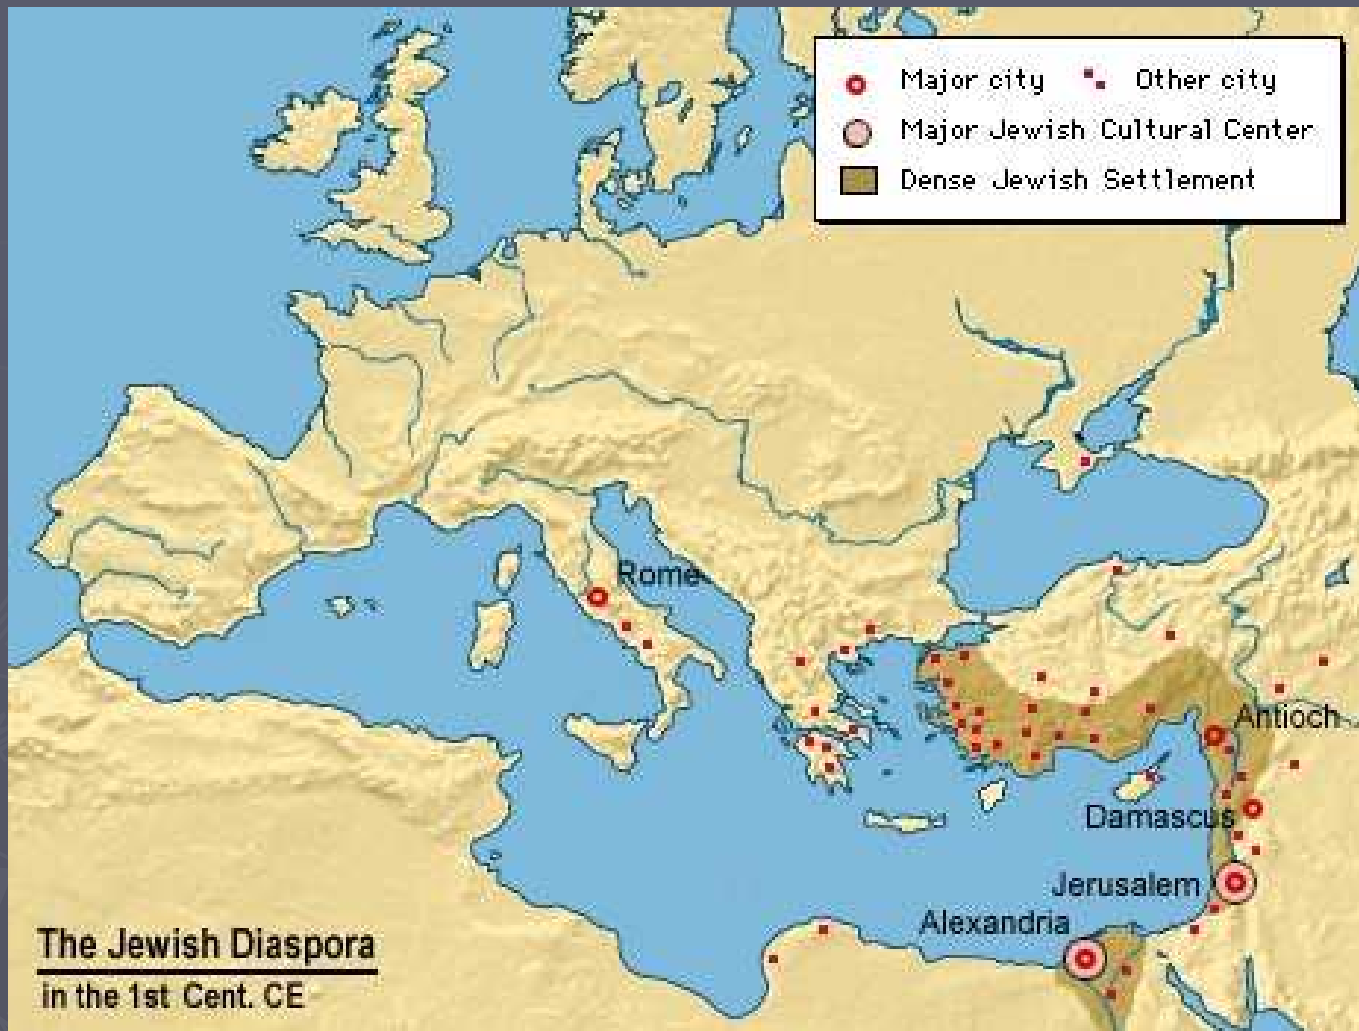 Major city
Other city
Major Jewish Cultural Center
Dense Jewish Settlement
Rome
Antioch
Damascus
Jerusalem
Alexandria
The Jewish Diaspora
in the 1st Cent. CE